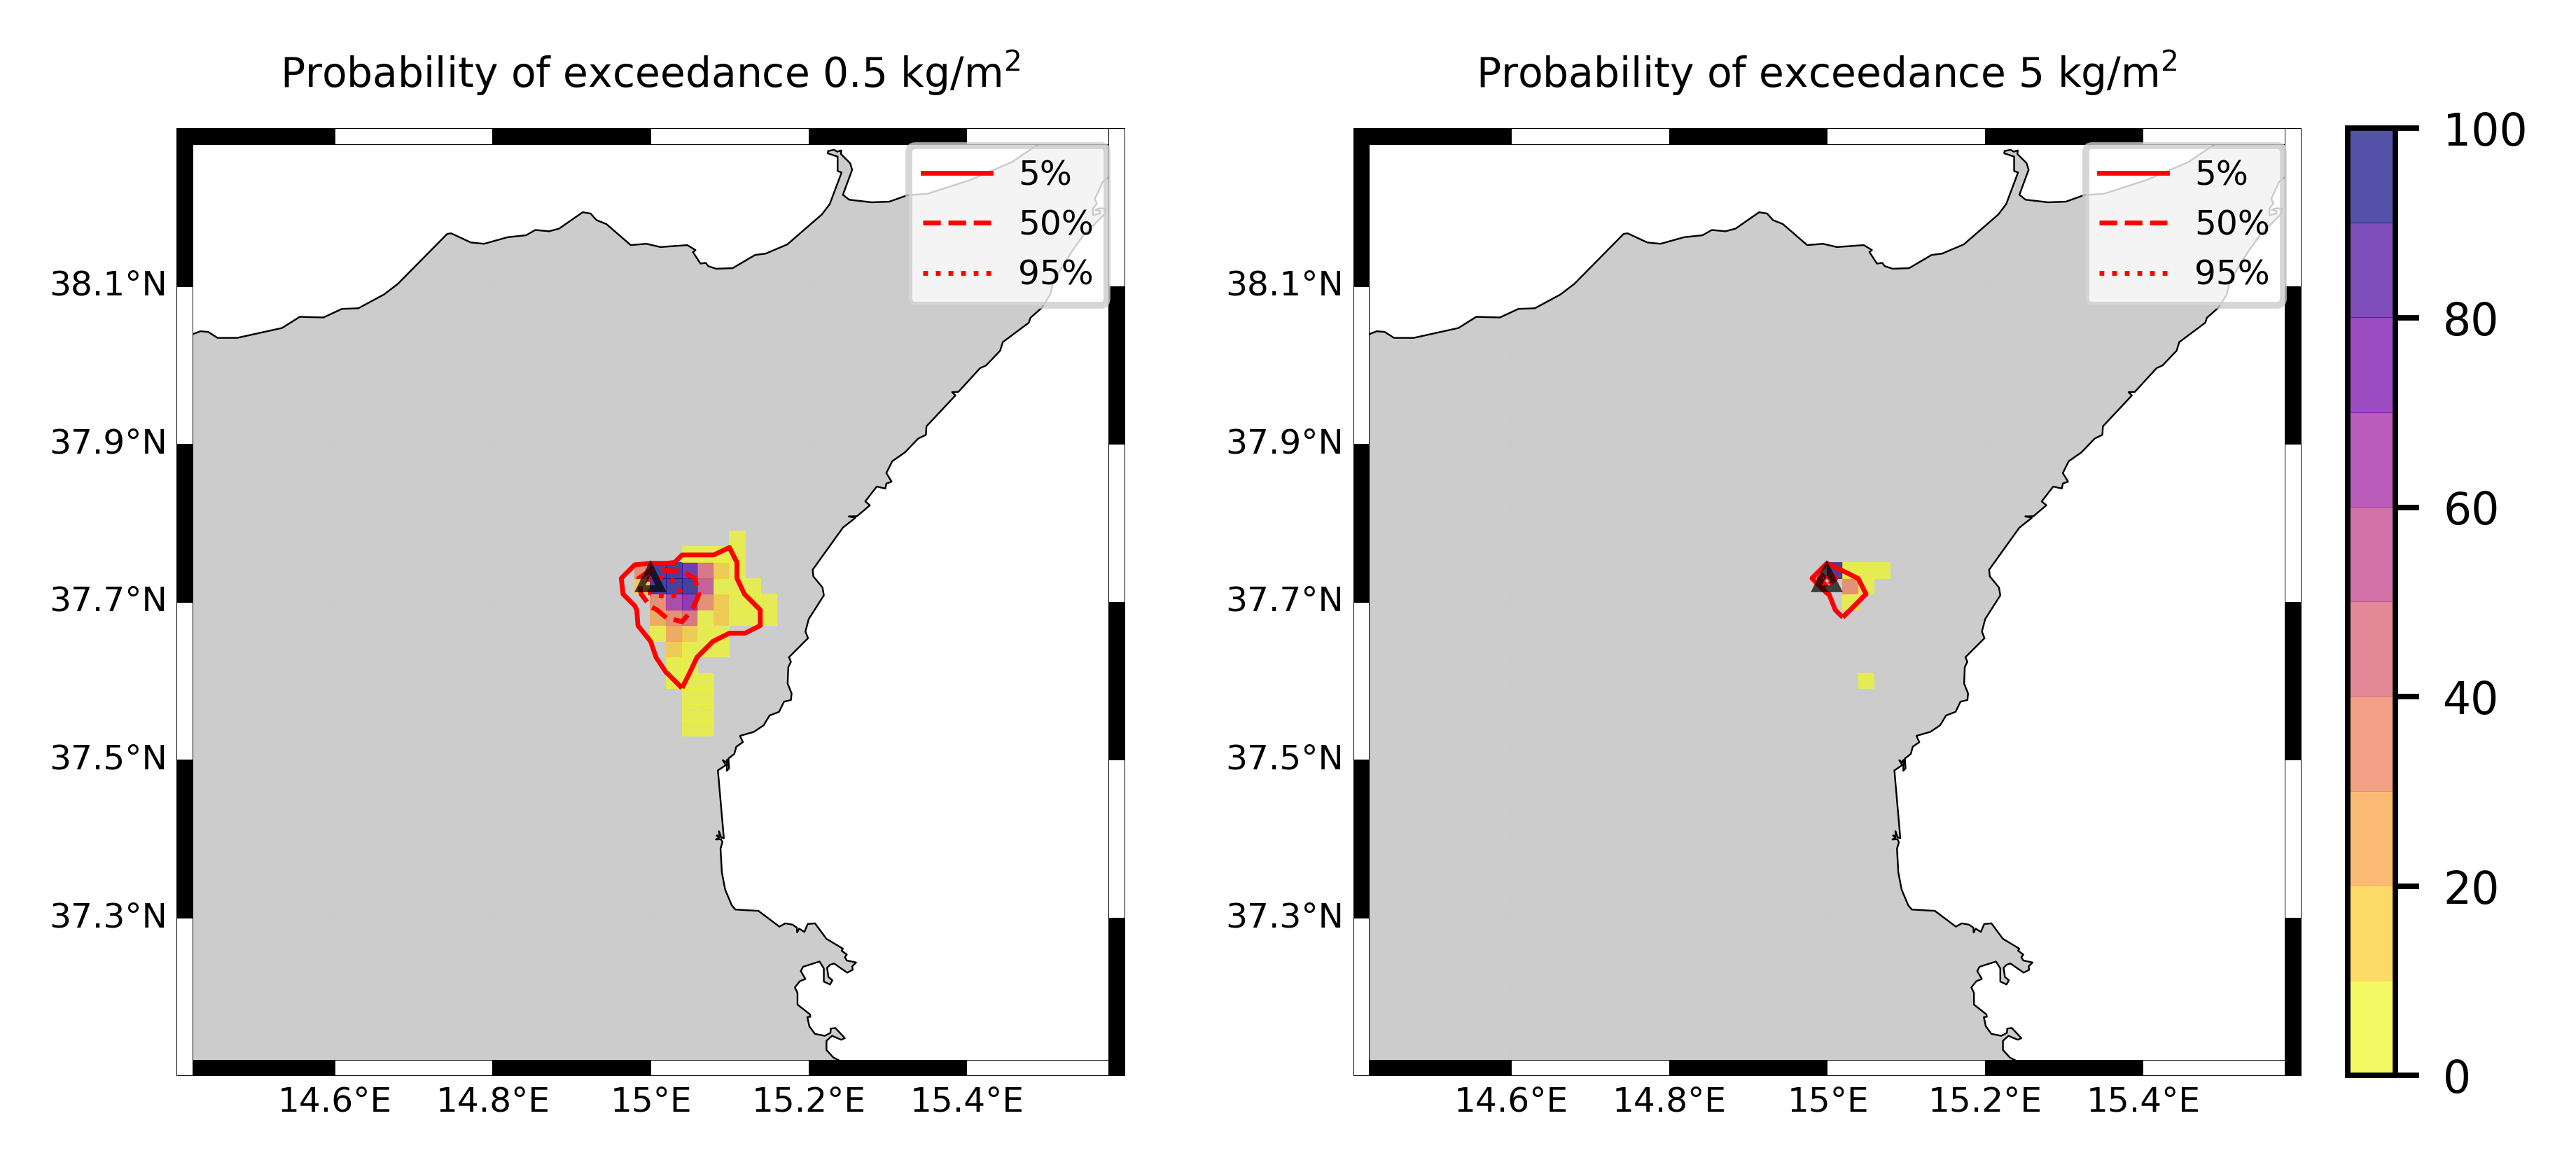 Probability of exceedance 0.5 kg/m²
5%
50%
95%
38.1°N
37.9°N
37.7°N
37.5°N
37.3°N
14.6°E 14.8°E 15°E 15.2°E 15.4°E
Probability of exceedance 5 kg/m²
5%
50%
95%
38.1°N
37.9°N
37.7°N
37.5°N
37.3°N
14.6°E 14.8°E 15°E 15.2°E 15.4°E
100
80
60
40
20
0